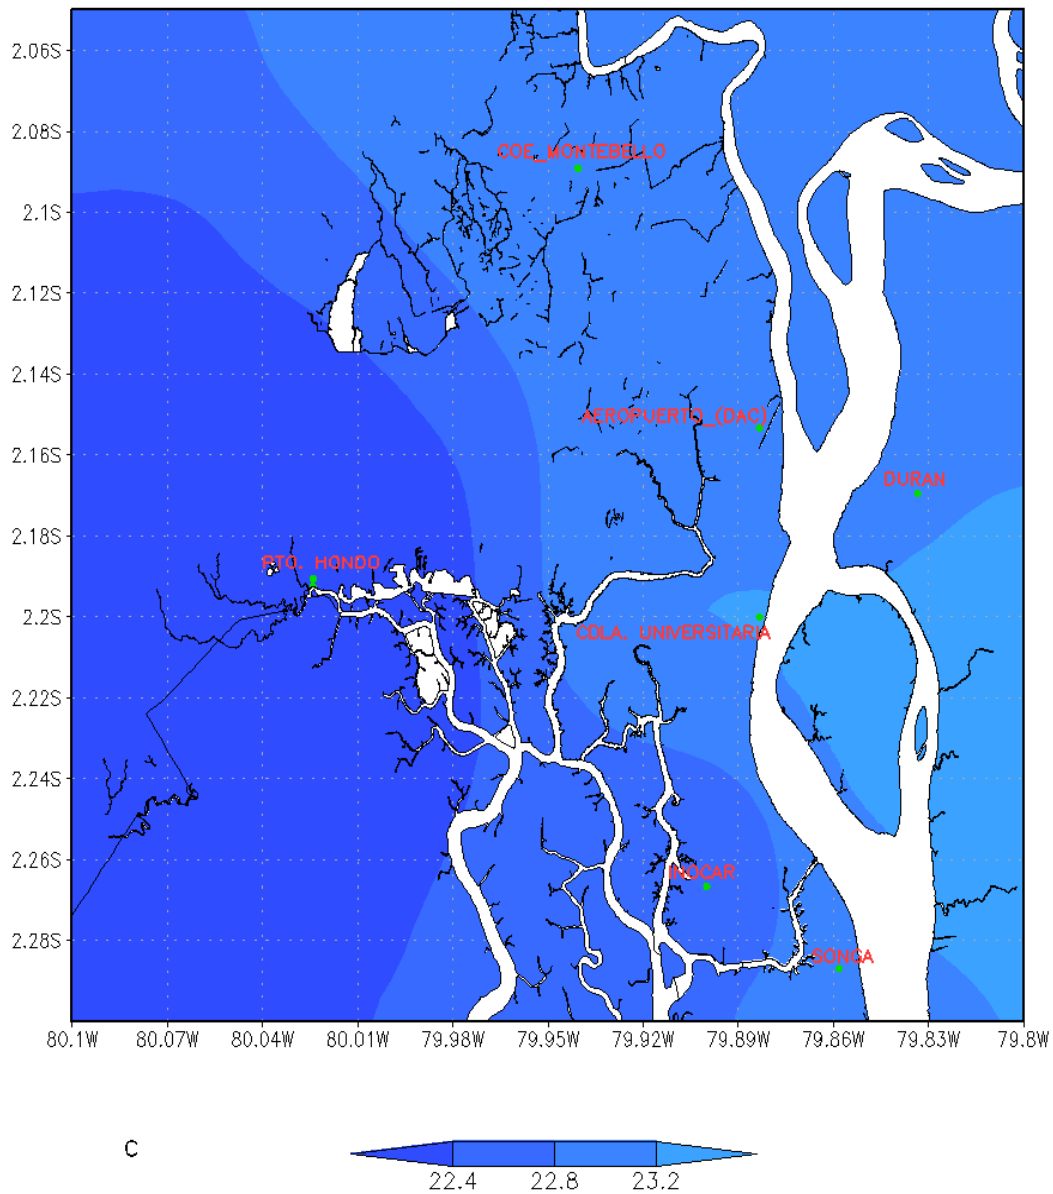 2.06S
2.08S
COE_MONTEBELLO
2.1S
2.12S
2.14S
AEROPUERTO_(DAC)
2.16S
DURAN
2.18S
PTO. HONDO
2.2S
CDLA. UNIVERSITARIA
2.22S
2.24S
2.26S
INOCAR
2.28S
SONGA
80.1W 80.07W 80.04W 80.01W 79.98W 79.95W 79.92W 79.89W 79.86W 79.83W 79.8W
C
22.4 22.8 23.2